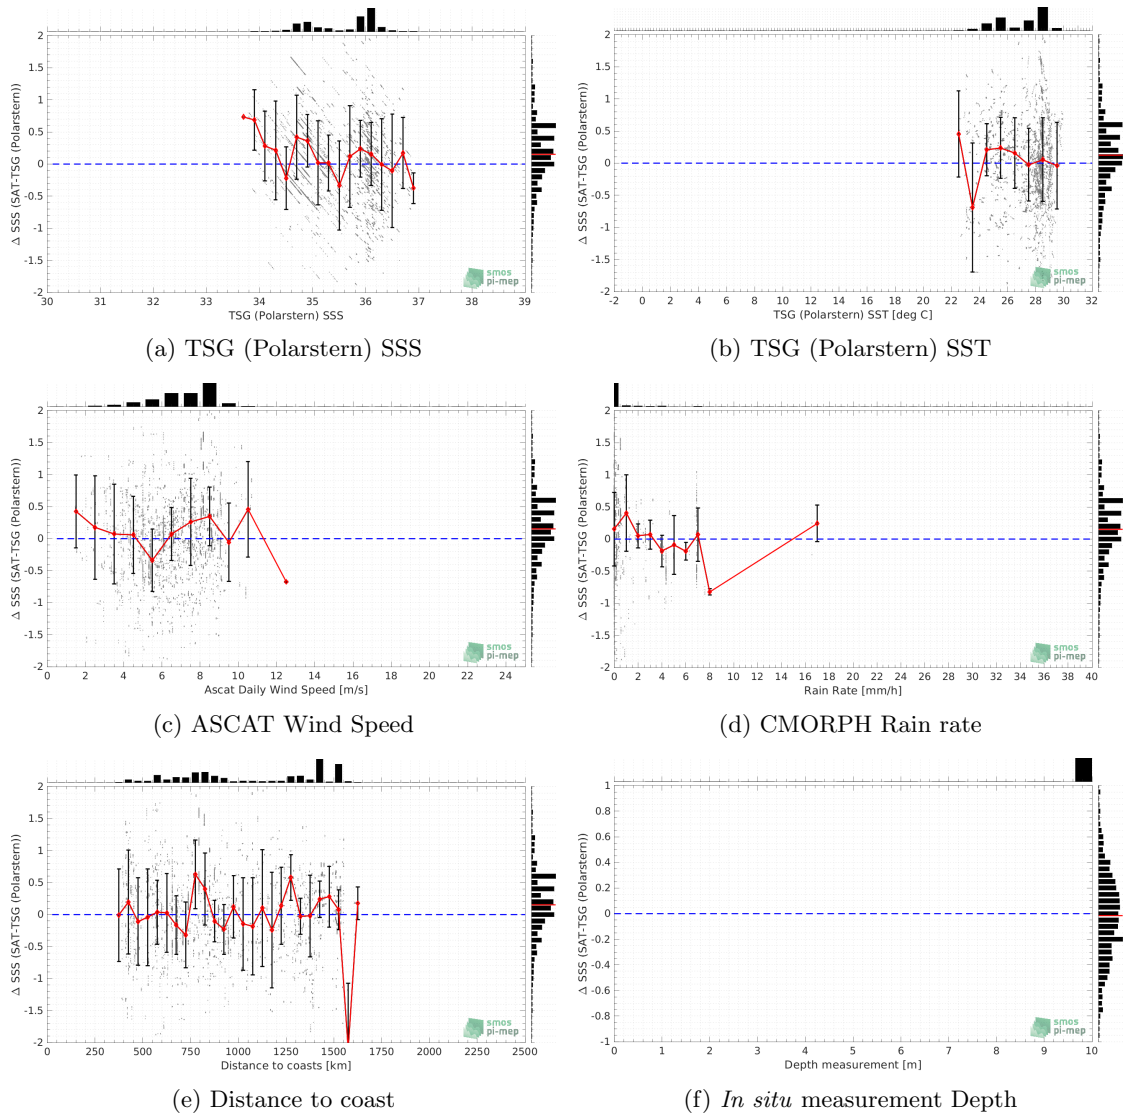 2
1.5
1
0.5
0
-0.5
-1
-1.5
-2
Δ SSS (SAT-TSG (Polarstern))
30 31 32 33 34 35 36 37 38 39
TSG (Polarstern) SSS
smos
pi-mep
(a) TSG (Polarstern) SSS
2
1.5
1
0.5
0
-0.5
-1
-1.5
-2
Δ SSS (SAT-TSG (Polarstern))
-2 0 2 4 6 8 10 12 14 16 18 20 22 24 26 28 30 32
TSG (Polarstern) SST [deg C]
smos
pi-mep
(b) TSG (Polarstern) SST
2
1.5
1
0.5
0
-0.5
-1
-1.5
-2
Δ SSS (SAT-TSG (Polarstern))
0 2 4 6 8 10 12 14 16 18 20 22 24
Ascat Daily Wind Speed [m/s]
smos
pi-mep
(c) ASCAT Wind Speed
2
1.5
1
0.5
0
-0.5
-1
-1.5
-2
Δ SSS (SAT-TSG (Polarstern))
0 2 4 6 8 10 12 14 16 18 20 22 24 26 28 30 32 34 36 38 40
Rain Rate [mm/h]
smos
pi-mep
(d) CMORPH Rain rate
2
1.5
1
0.5
0
-0.5
-1
-1.5
-2
Δ SSS (SAT-TSG (Polarstern))
0 250 500 750 1000 1250 1500 1750 2000 2250 2500
Distance to coasts [km]
smos
pi-mep
(e) Distance to coast
1
0.8
0.6
0.4
0.2
0
-0.2
-0.4
-0.6
-0.8
-1
Δ SSS (SAT-TSG (Polarstern))
0 1 2 3 4 5 6 7 8 9 10
Depth measurement [m]
smos
pi-mep
(f) In situ measurement Depth